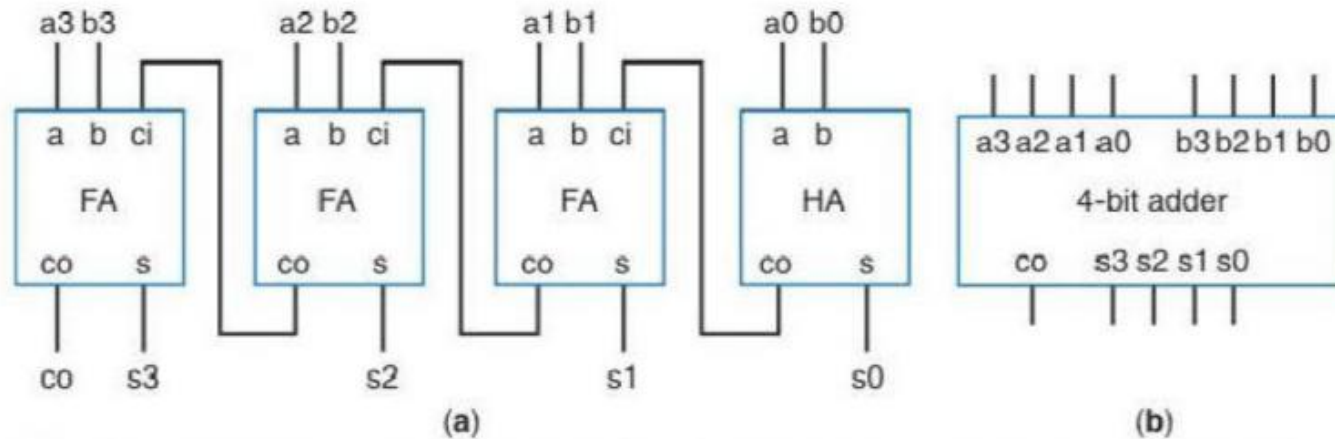 a3 b3 a2 b2 a1 b1 a0 b0
a b ci a b ci a b ci a b a3 a2 a1 a0 b3 b2 b1 b0
FA FA FA HA 4-bit adder
co s co s co s co s co s3 s2 s1 s0
co s3 s2 s1 s0
(a) (b)